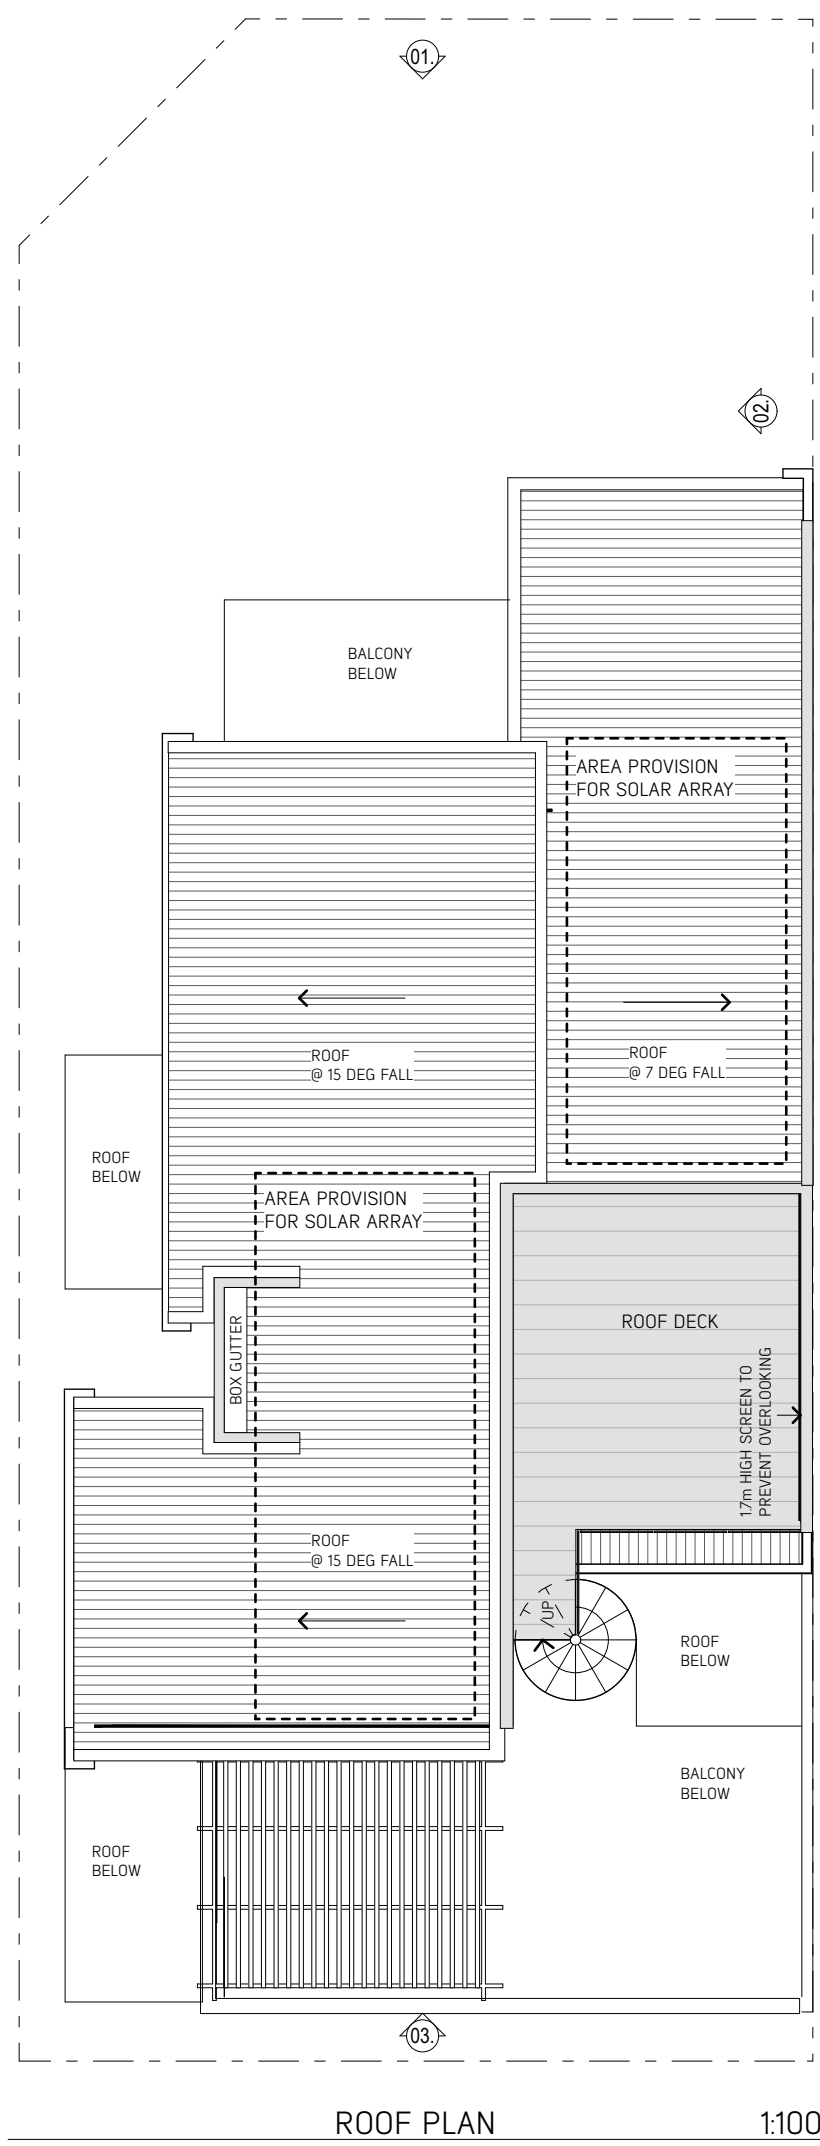 01.
02.
BALCONY
BELOW
AREA PROVISION
FOR SOLAR ARRAY
ROOF
@ 15 DEG FALL
ROOF
@ 7 DEG FALL
ROOF
BELOW
AREA PROVISION
FOR SOLAR ARRAY
BOX GUTTER
ROOF DECK
1.7m HIGH SCREEN TO
PREVENT OVERLOOKING
ROOF
@ 15 DEG FALL
UP
ROOF
BELOW
BALCONY
BELOW
ROOF
BELOW
03.
ROOF PLAN
1:100